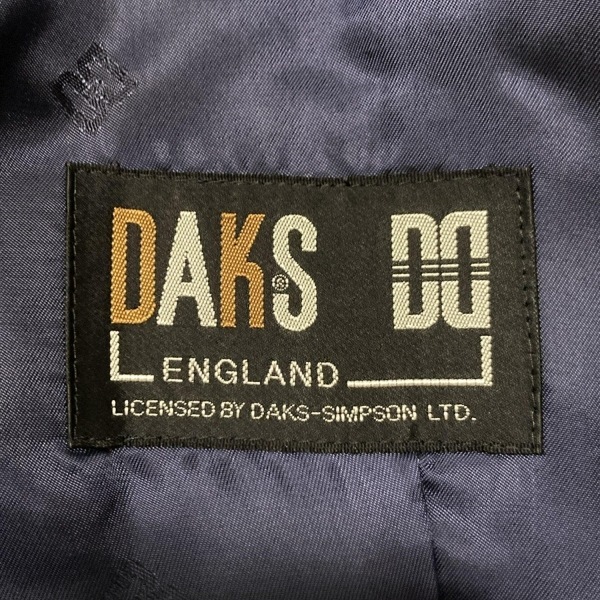 DAKS® DD
ENGLAND
LICENSED BY DAKS-SIMPSON LTD.